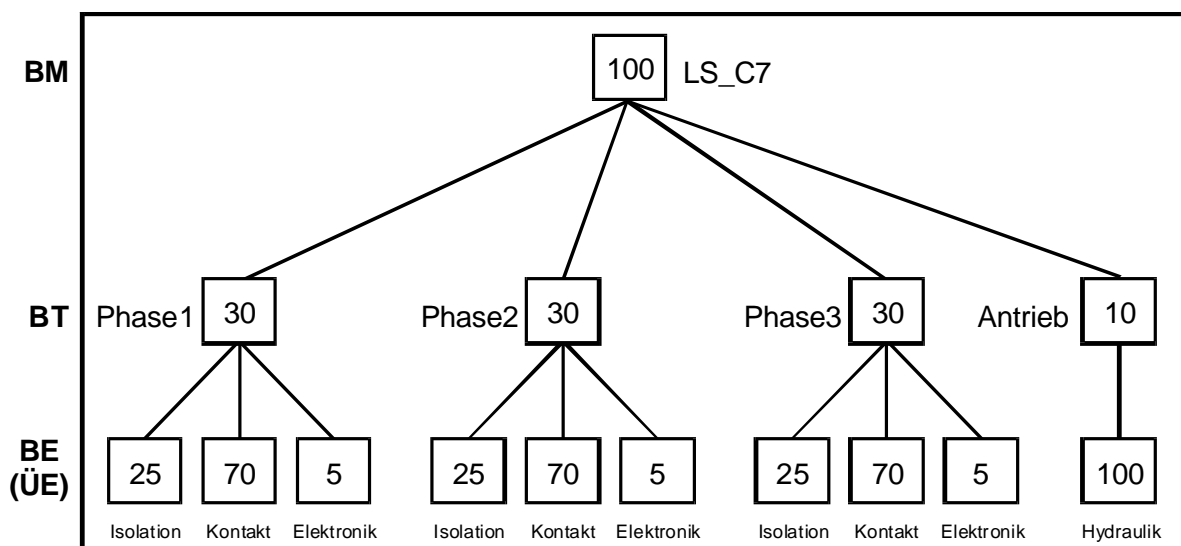 BM 100 LS_C7
BT Phase1 30 Phase2 30 Phase3 30 Antrieb 10
BE
(ÜE)
25 70 5 25 70 5 25 70 5 100
Isolation Kontakt Elektronik Isolation Kontakt Elektronik Isolation Kontakt Elektronik Hydraulik